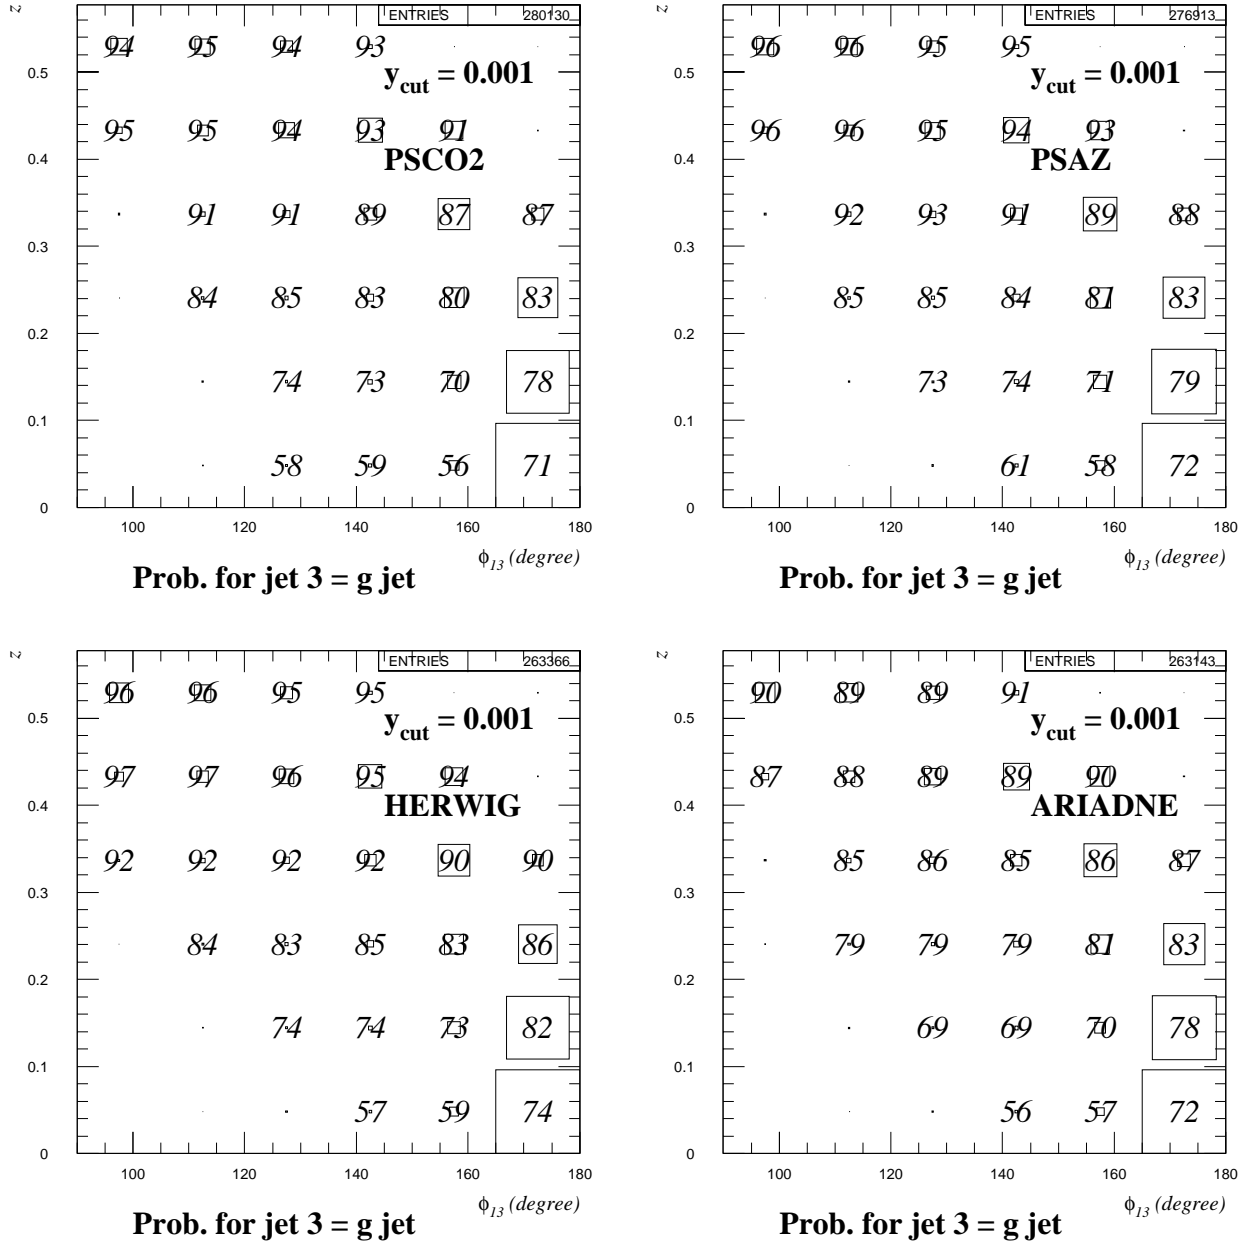 z
ENTRIES 280130
94 95 94 93
0.5
y_cut = 0.001
95 95 94 93 91
0.4
PSCO2
91 91 89 87 87
0.3
84 85 83 80 83
0.2
74 73 70 78
0.1
58 59 56 71
0
100 120 140 160 180
ϕ_13 (degree)
Prob. for jet 3 = g jet
z
ENTRIES 276913
96 96 95 95
0.5
y_cut = 0.001
96 96 95 94 93
0.4
PSAZ
92 93 91 89 88
0.3
85 85 84 81 83
0.2
73 74 71 79
0.1
61 58 72
0
100 120 140 160 180
ϕ_13 (degree)
Prob. for jet 3 = g jet
z
ENTRIES 263366
96 96 95 95
0.5
y_cut = 0.001
97 97 96 95 94
0.4
HERWIG
92 92 92 92 90 90
0.3
84 83 85 83 86
0.2
74 74 73 82
0.1
57 59 74
0
100 120 140 160 180
ϕ_13 (degree)
Prob. for jet 3 = g jet
z
ENTRIES 263143
90 89 89 91
0.5
y_cut = 0.001
87 88 89 89 90
0.4
ARIADNE
85 86 85 86 87
0.3
79 79 79 81 83
0.2
69 69 70 78
0.1
56 57 72
0
100 120 140 160 180
ϕ_13 (degree)
Prob. for jet 3 = g jet